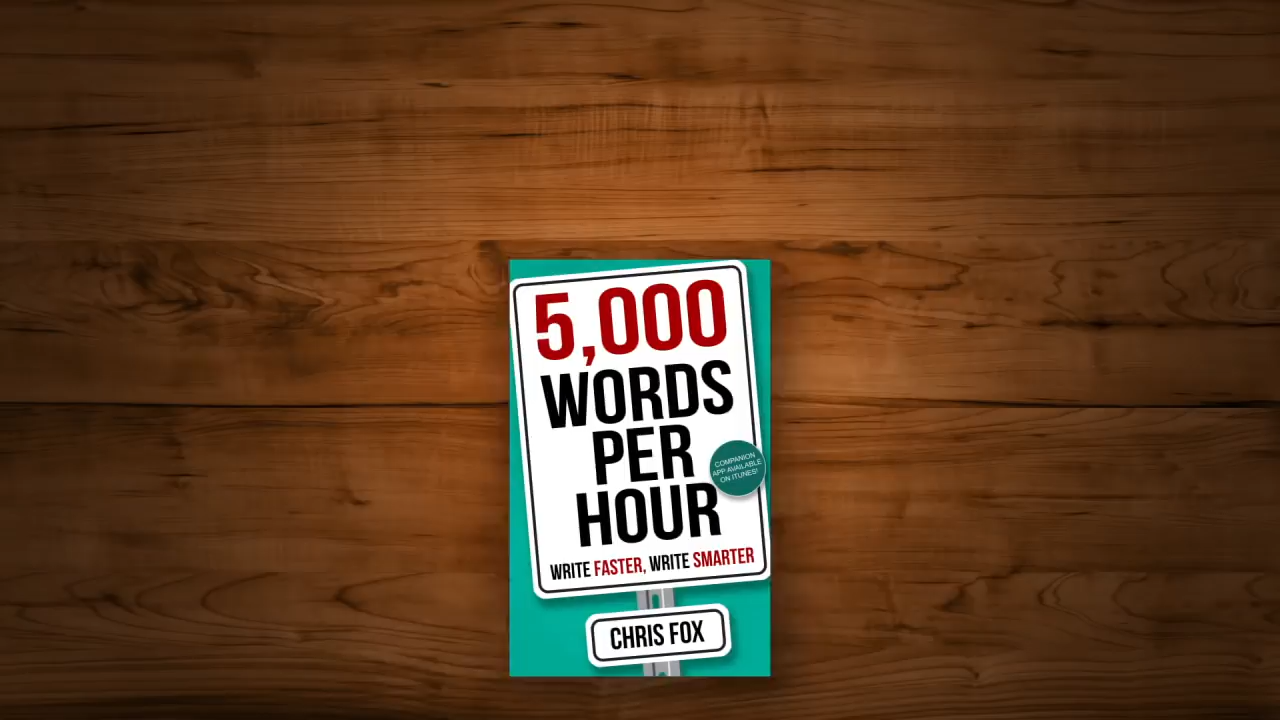 5,000
WORDS
PER
HOUR
COMPANION
APP AVAILABLE
ON ITUNES!
WRITE FASTER, WRITE SMARTER
CHRIS FOX